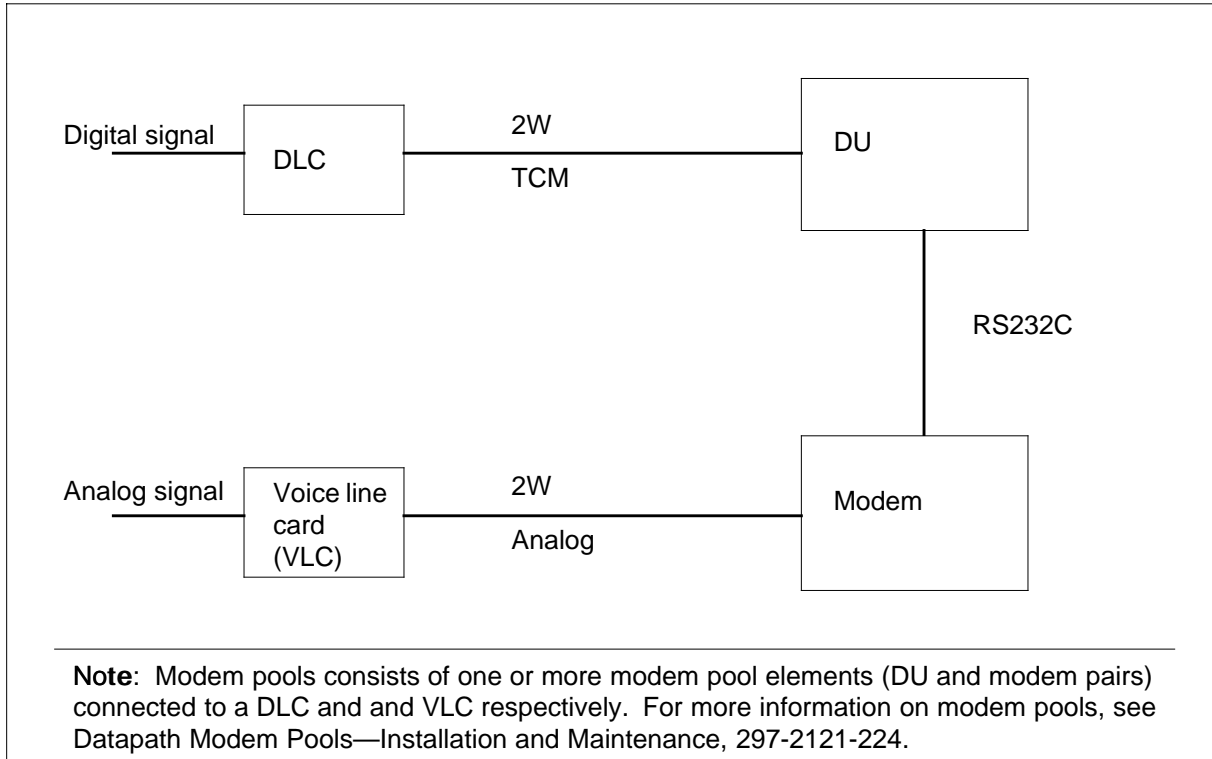 Digital signal
DLC
2W
TCM
DU
RS232C
Analog signal
Voice line
card
(VLC)
2W
Analog
Modem
Note: Modem pools consists of one or more modem pool elements (DU and modem pairs)
connected to a DLC and and VLC respectively. For more information on modem pools, see
Datapath Modem Pools—Installation and Maintenance, 297-2121-224.